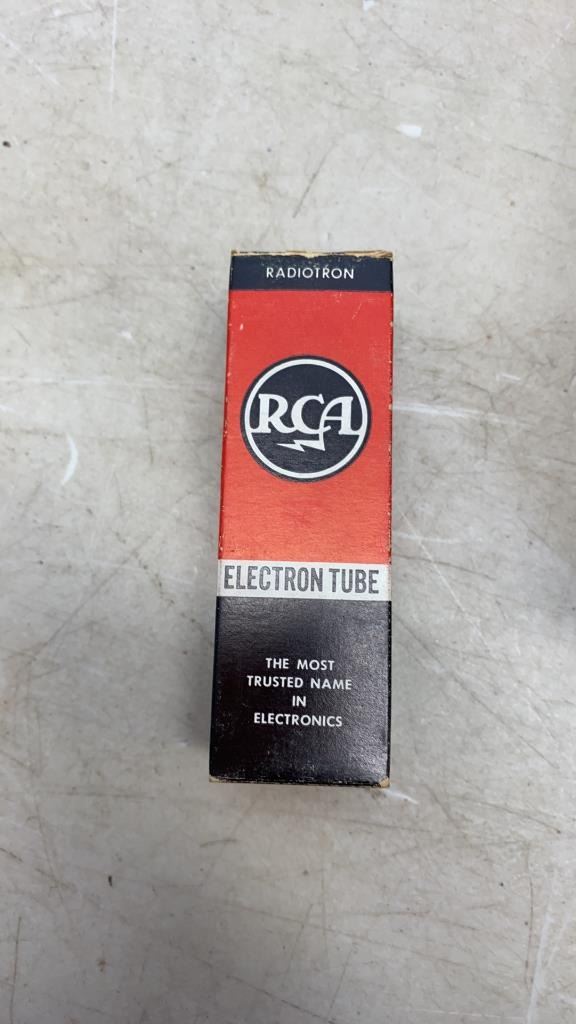 RADIOTRON
RCA
ELECTRON TUBE
THE MOST
TRUSTED NAME
IN
ELECTRONICS